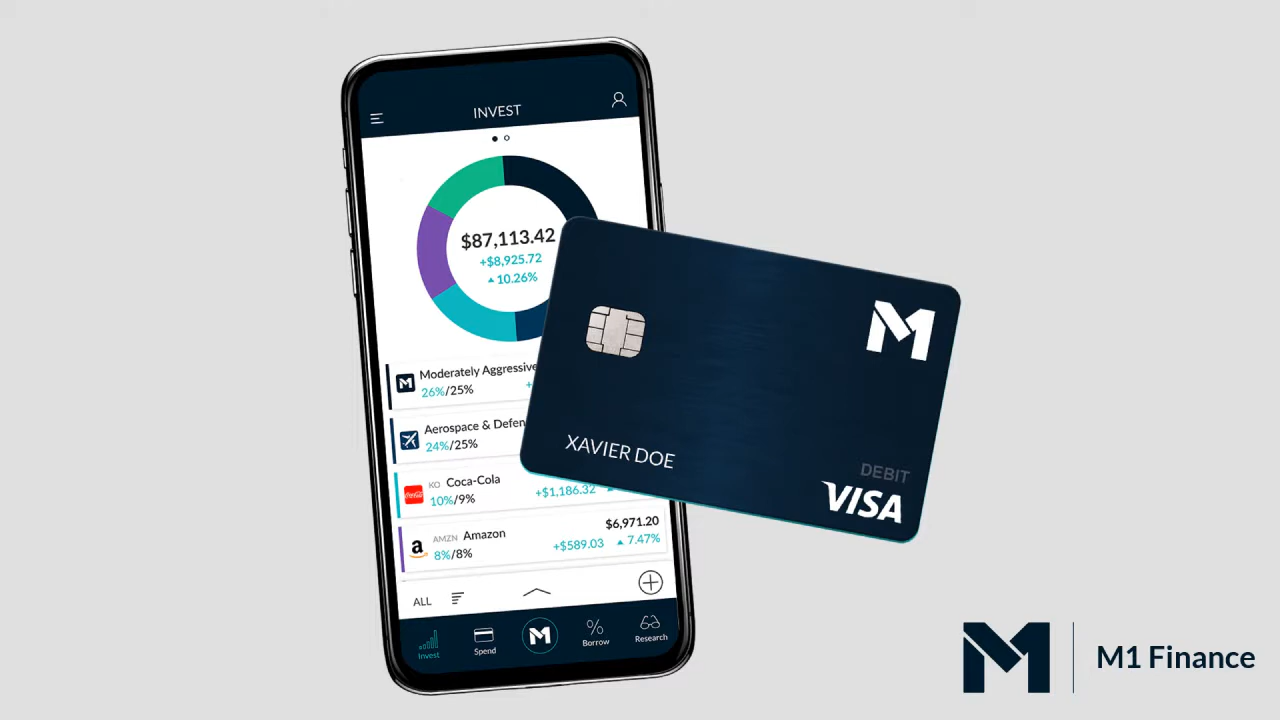 INVEST
$87,113.42
+$8,925.72
▲ 10.26%
Moderately Aggressive
26%/25%
Aerospace & Defen
24%/25%
KO Coca-Cola
10%/9%
+$1,186.32
AMZN Amazon
$6,971.20
8%/8%
+$589.03 ▲ 7.47%
ALL
Invest
Spend
Borrow
Research
M1
XAVIER DOE
DEBIT
VISA
M1 Finance